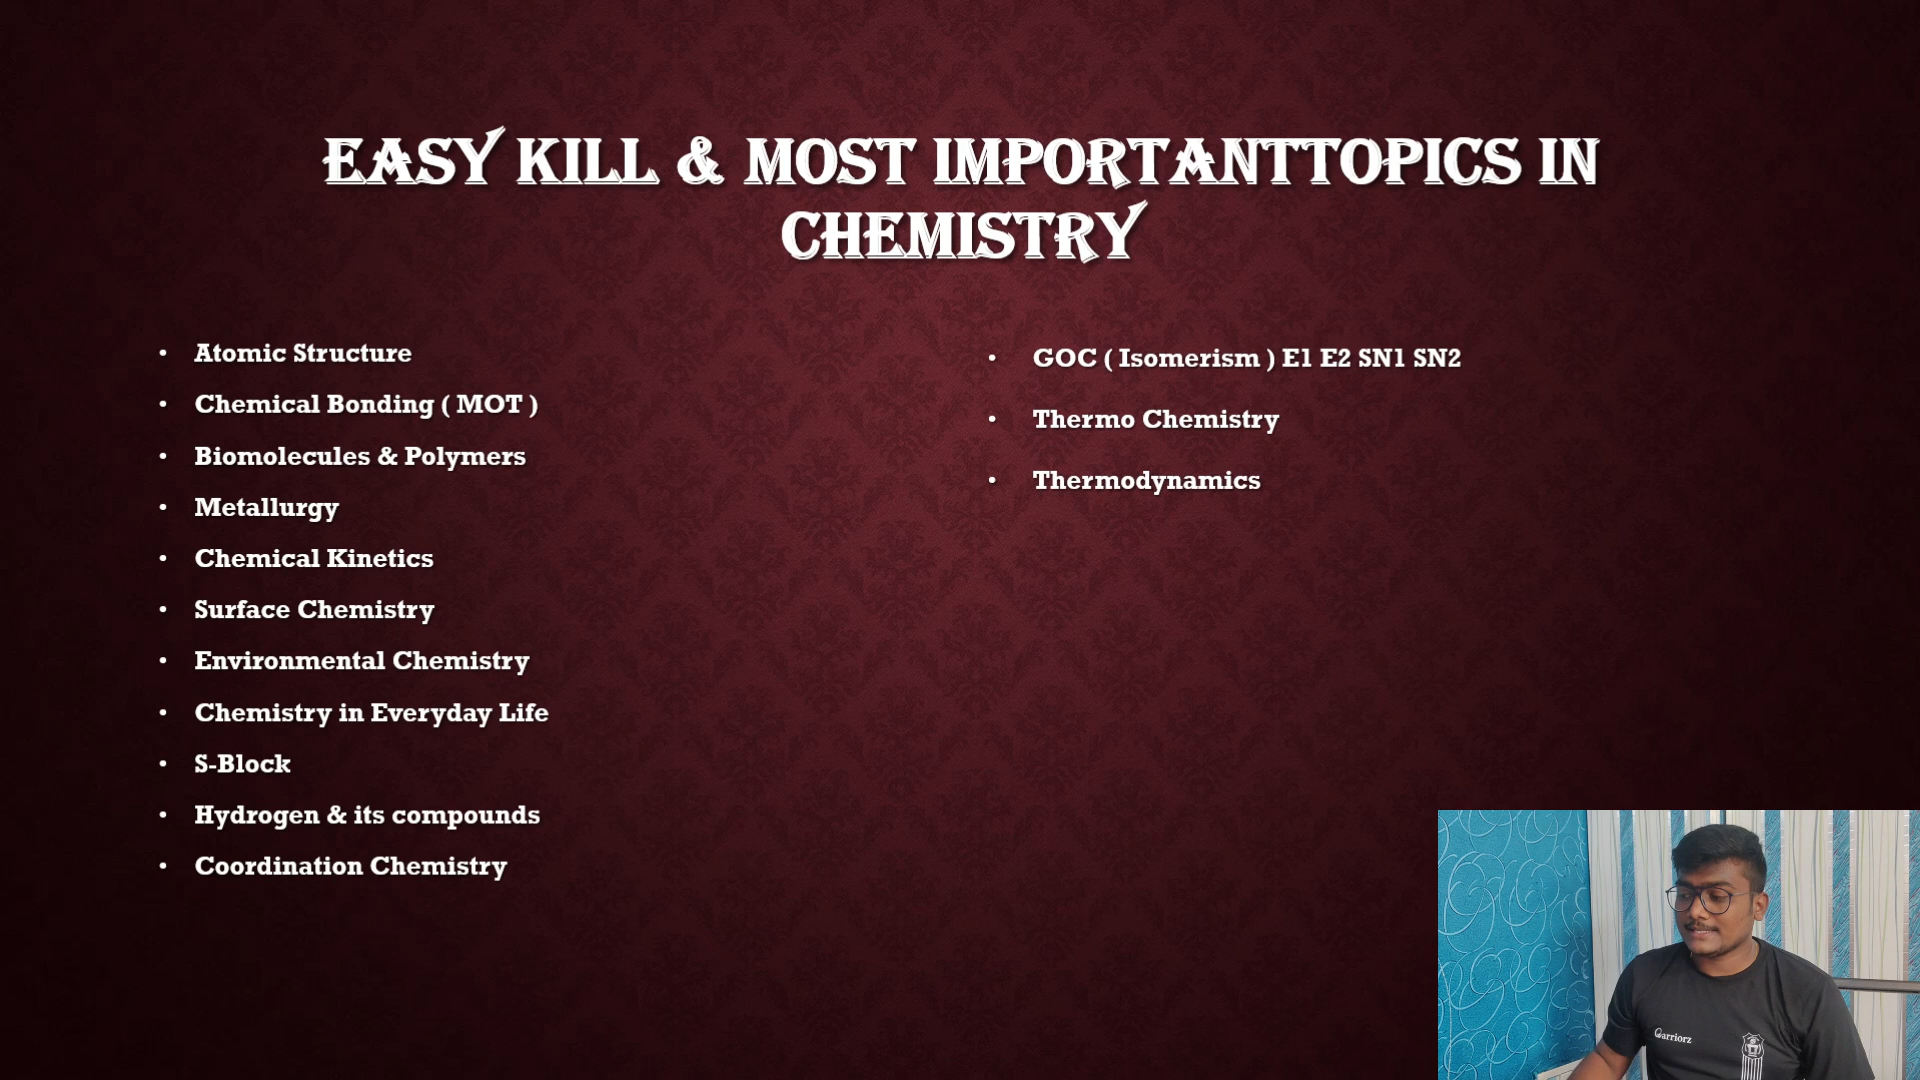 EASY KILL & MOST IMPORTANTTOPICS IN
CHEMISTRY
• Atomic Structure
• Chemical Bonding ( MOT )
• Biomolecules & Polymers
• Metallurgy
• Chemical Kinetics
• Surface Chemistry
• Environmental Chemistry
• Chemistry in Everyday Life
• S-Block
• Hydrogen & its compounds
• Coordination Chemistry
• GOC ( Isomerism ) E1 E2 SN1 SN2
• Thermo Chemistry
• Thermodynamics